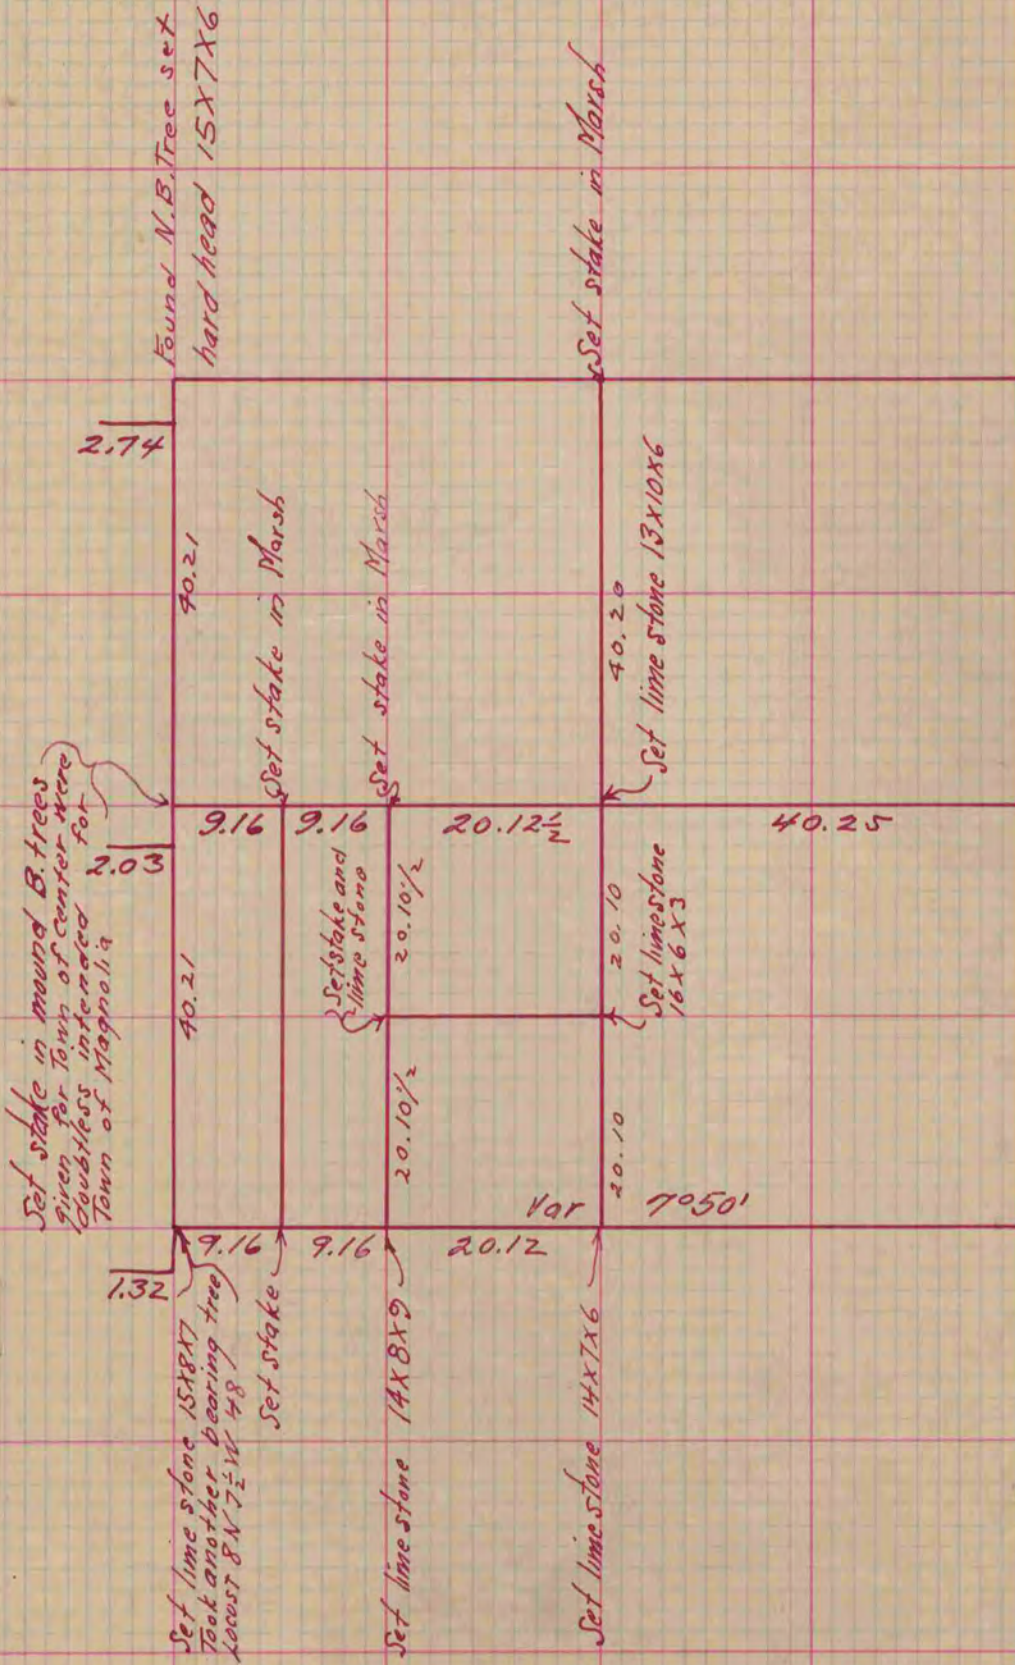 Found N.B. Tree set
hard head 15X7X6
Set stake in Marsh
2.74
40.21
Set stake in Marsh
Set stake in Marsh
40.20
Set lime stone 13X10X6
Set stake in mound B. trees
given for Town of center were
doubtless intended for
Town of Magnolia
2.03
9.16
9.16
20.12½
40.25
40.21
Set stake and
lime stone
20.10½
20.10
Set limestone
16X6X3
20.10½
20.10
Var 7°50'
1.32
9.16
9.16
20.12
Set lime stone 15X8X7
Took another bearing tree
Locust 8 N 7½ W 48
Set stake
Set lime stone 14X8X9
Set lime stone 14X7X6